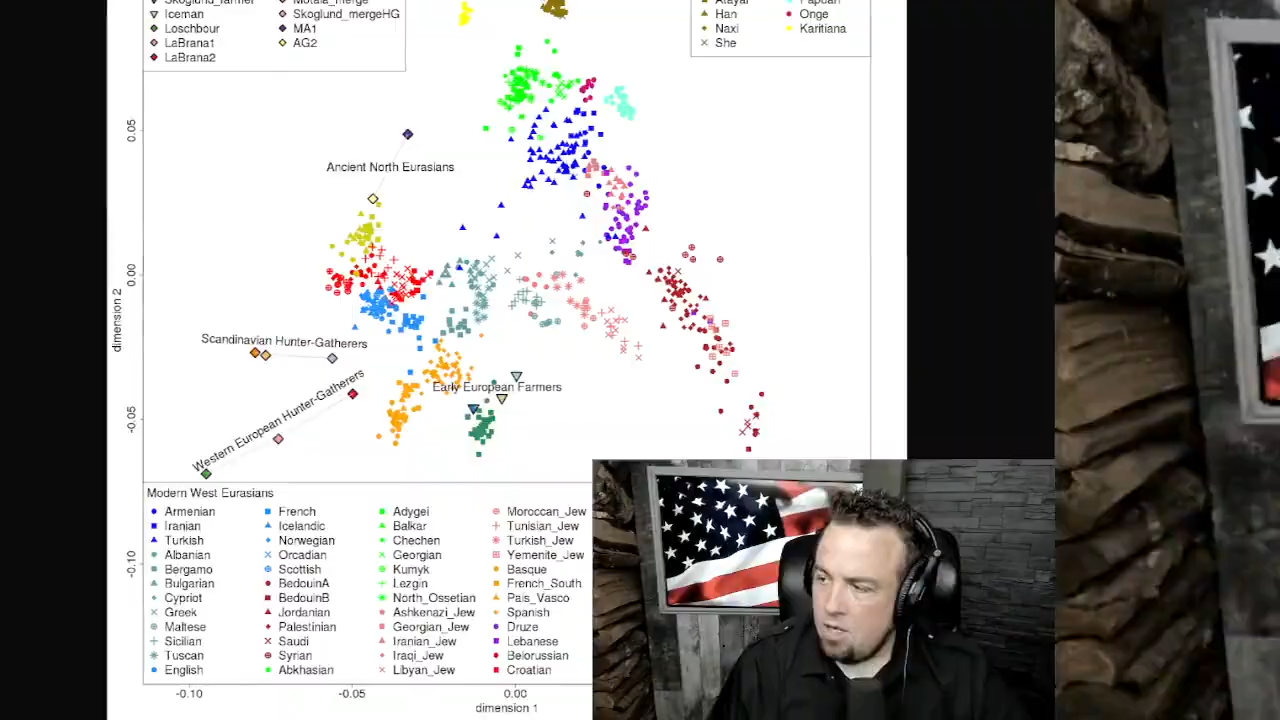 Skoglund_farmer Motala_merge Atayal Papuan
Iceman Skoglund_mergeHG Han Onge
Loschbour MA1 Naxi Karitiana
LaBrana1 AG2 She
LaBrana2
0.05
Ancient North Eurasians
0.00
dimension 2
Scandinavian Hunter-Gatherers
Western European Hunter-Gatherers
Early European Farmers
-0.05
Modern West Eurasians
Armenian French Adygei Moroccan_Jew
Iranian Icelandic Balkar Tunisian_Jew
Turkish Norwegian Chechen Turkish_Jew
Albanian Orcadian Georgian Yemenite_Jew
Bergamo Scottish Kumyk Basque
Bulgarian BedouinA Lezgin French_South
Cypriot BedouinB North_Ossetian Pais_Vasco
Greek Jordanian Ashkenazi_Jew Spanish
Maltese Palestinian Georgian_Jew Druze
Sicilian Saudi Iranian_Jew Lebanese
Tuscan Syrian Iraqi_Jew Belorussian
English Abkhasian Libyan_Jew Croatian
-0.10
-0.10 -0.05 0.00
dimension 1